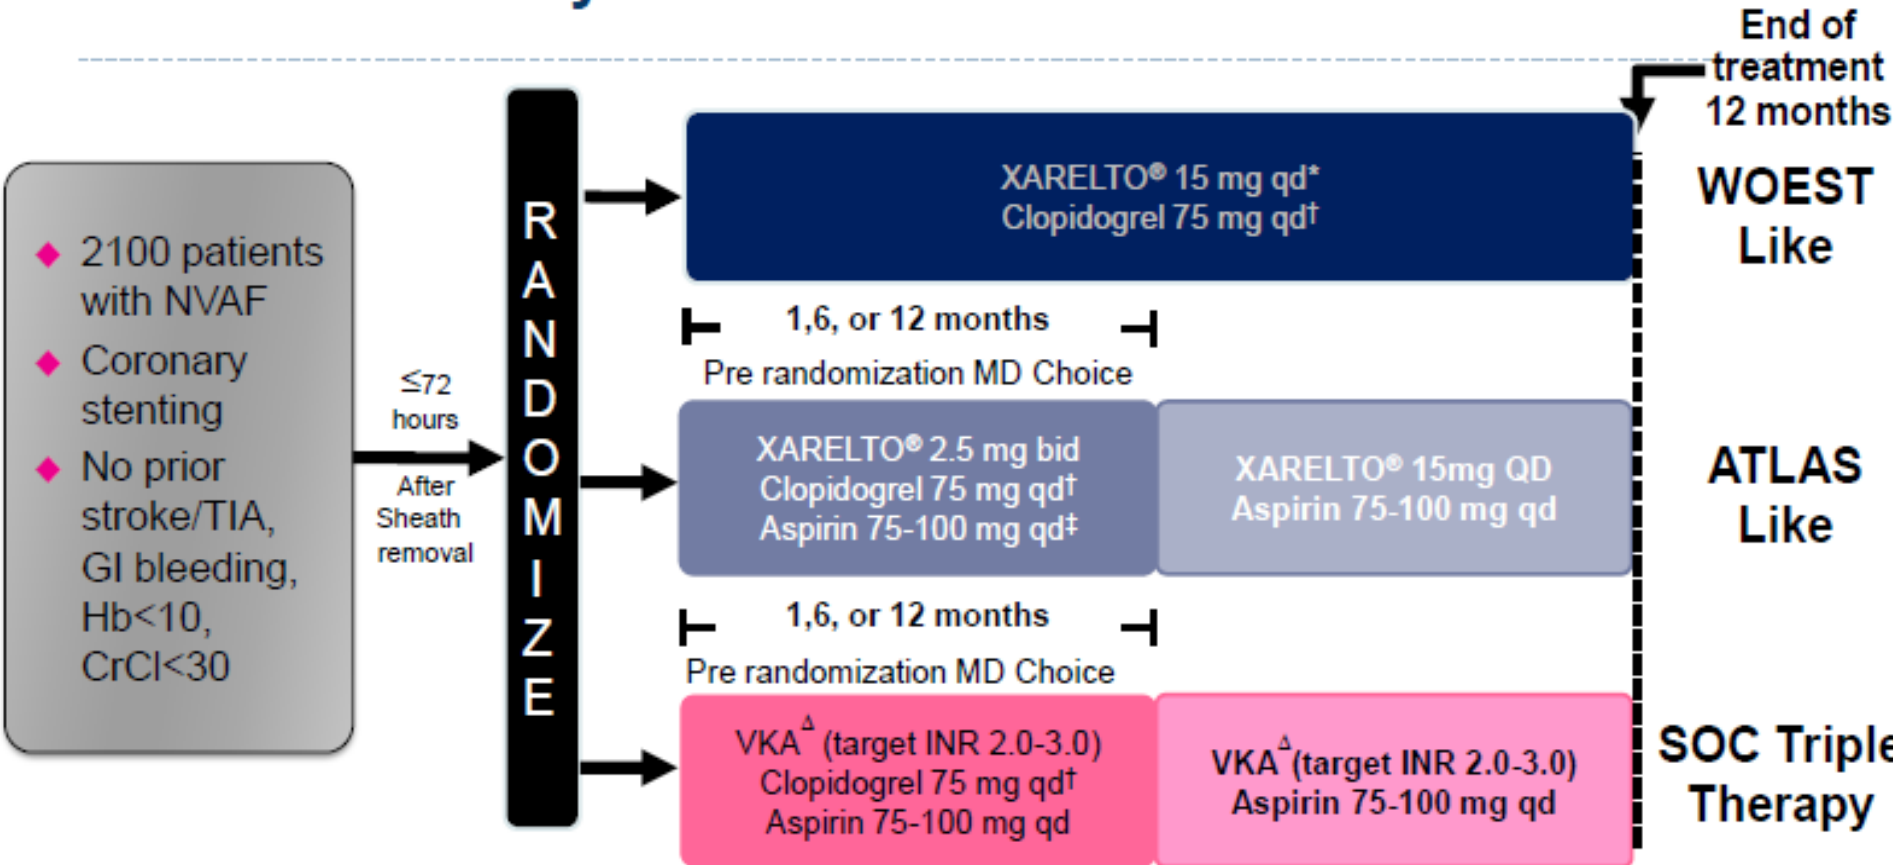 End of
treatment
12 months
◆ 2100 patients
with NVAF
◆ Coronary
stenting
◆ No prior
stroke/TIA,
GI bleeding,
Hb<10,
CrCl<30
≤72
hours
After
Sheath
removal
R
A
N
D
O
M
I
Z
E
XARELTO® 15 mg qd*
Clopidogrel 75 mg qd†
WOEST
Like
1,6, or 12 months
Pre randomization MD Choice
XARELTO® 2.5 mg bid
Clopidogrel 75 mg qd†
Aspirin 75-100 mg qd‡
XARELTO® 15mg QD
Aspirin 75-100 mg qd
ATLAS
Like
1,6, or 12 months
Pre randomization MD Choice
VKAΔ (target INR 2.0-3.0)
Clopidogrel 75 mg qd†
Aspirin 75-100 mg qd
VKAΔ(target INR 2.0-3.0)
Aspirin 75-100 mg qd
SOC Triple
Therapy